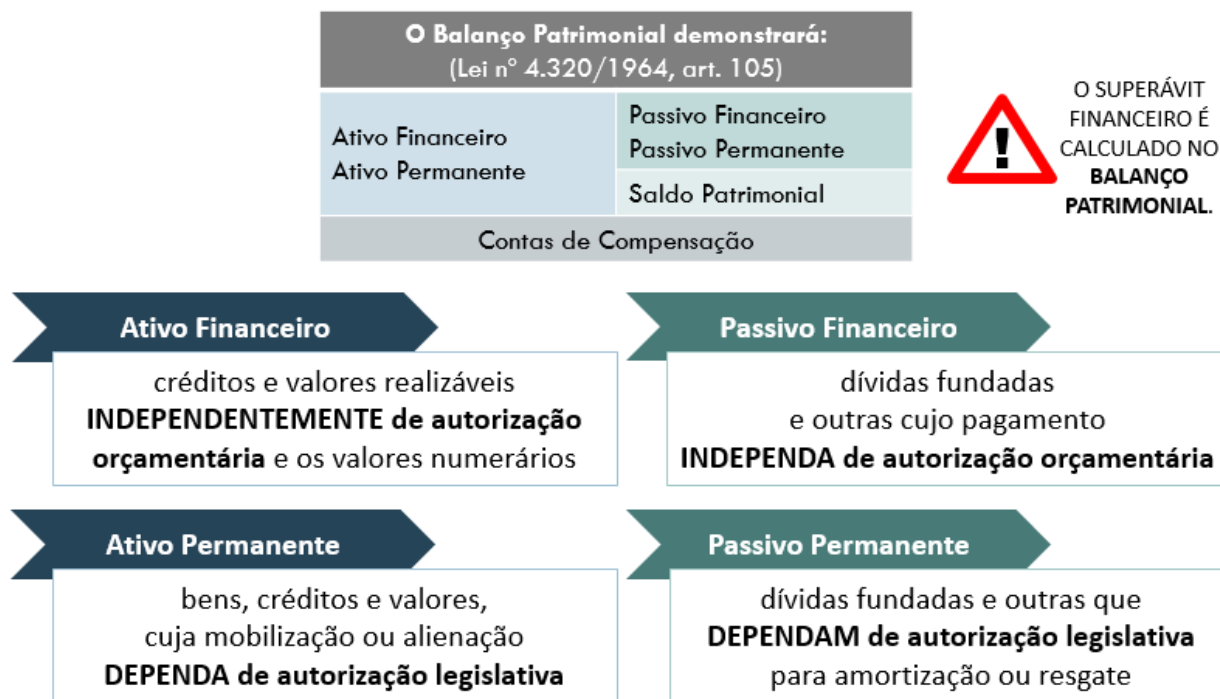 O Balanço Patrimonial demonstrará:
(Lei nº 4.320/1964, art. 105)
Ativo Financeiro
Ativo Permanente
Passivo Financeiro
Passivo Permanente
Saldo Patrimonial
Contas de Compensação
!
O SUPERÁVIT
FINANCEIRO É
CALCULADO NO
BALANÇO
PATRIMONIAL.
Ativo Financeiro
créditos e valores realizáveis
INDEPENDENTEMENTE de autorização
orçamentária e os valores numerários
Passivo Financeiro
dívidas fundadas
e outras cujo pagamento
INDEPENDA de autorização orçamentária
Ativo Permanente
bens, créditos e valores,
cuja mobilização ou alienação
DEPENDA de autorização legislativa
Passivo Permanente
dívidas fundadas e outras que
DEPENDAM de autorização legislativa
para amortização ou resgate